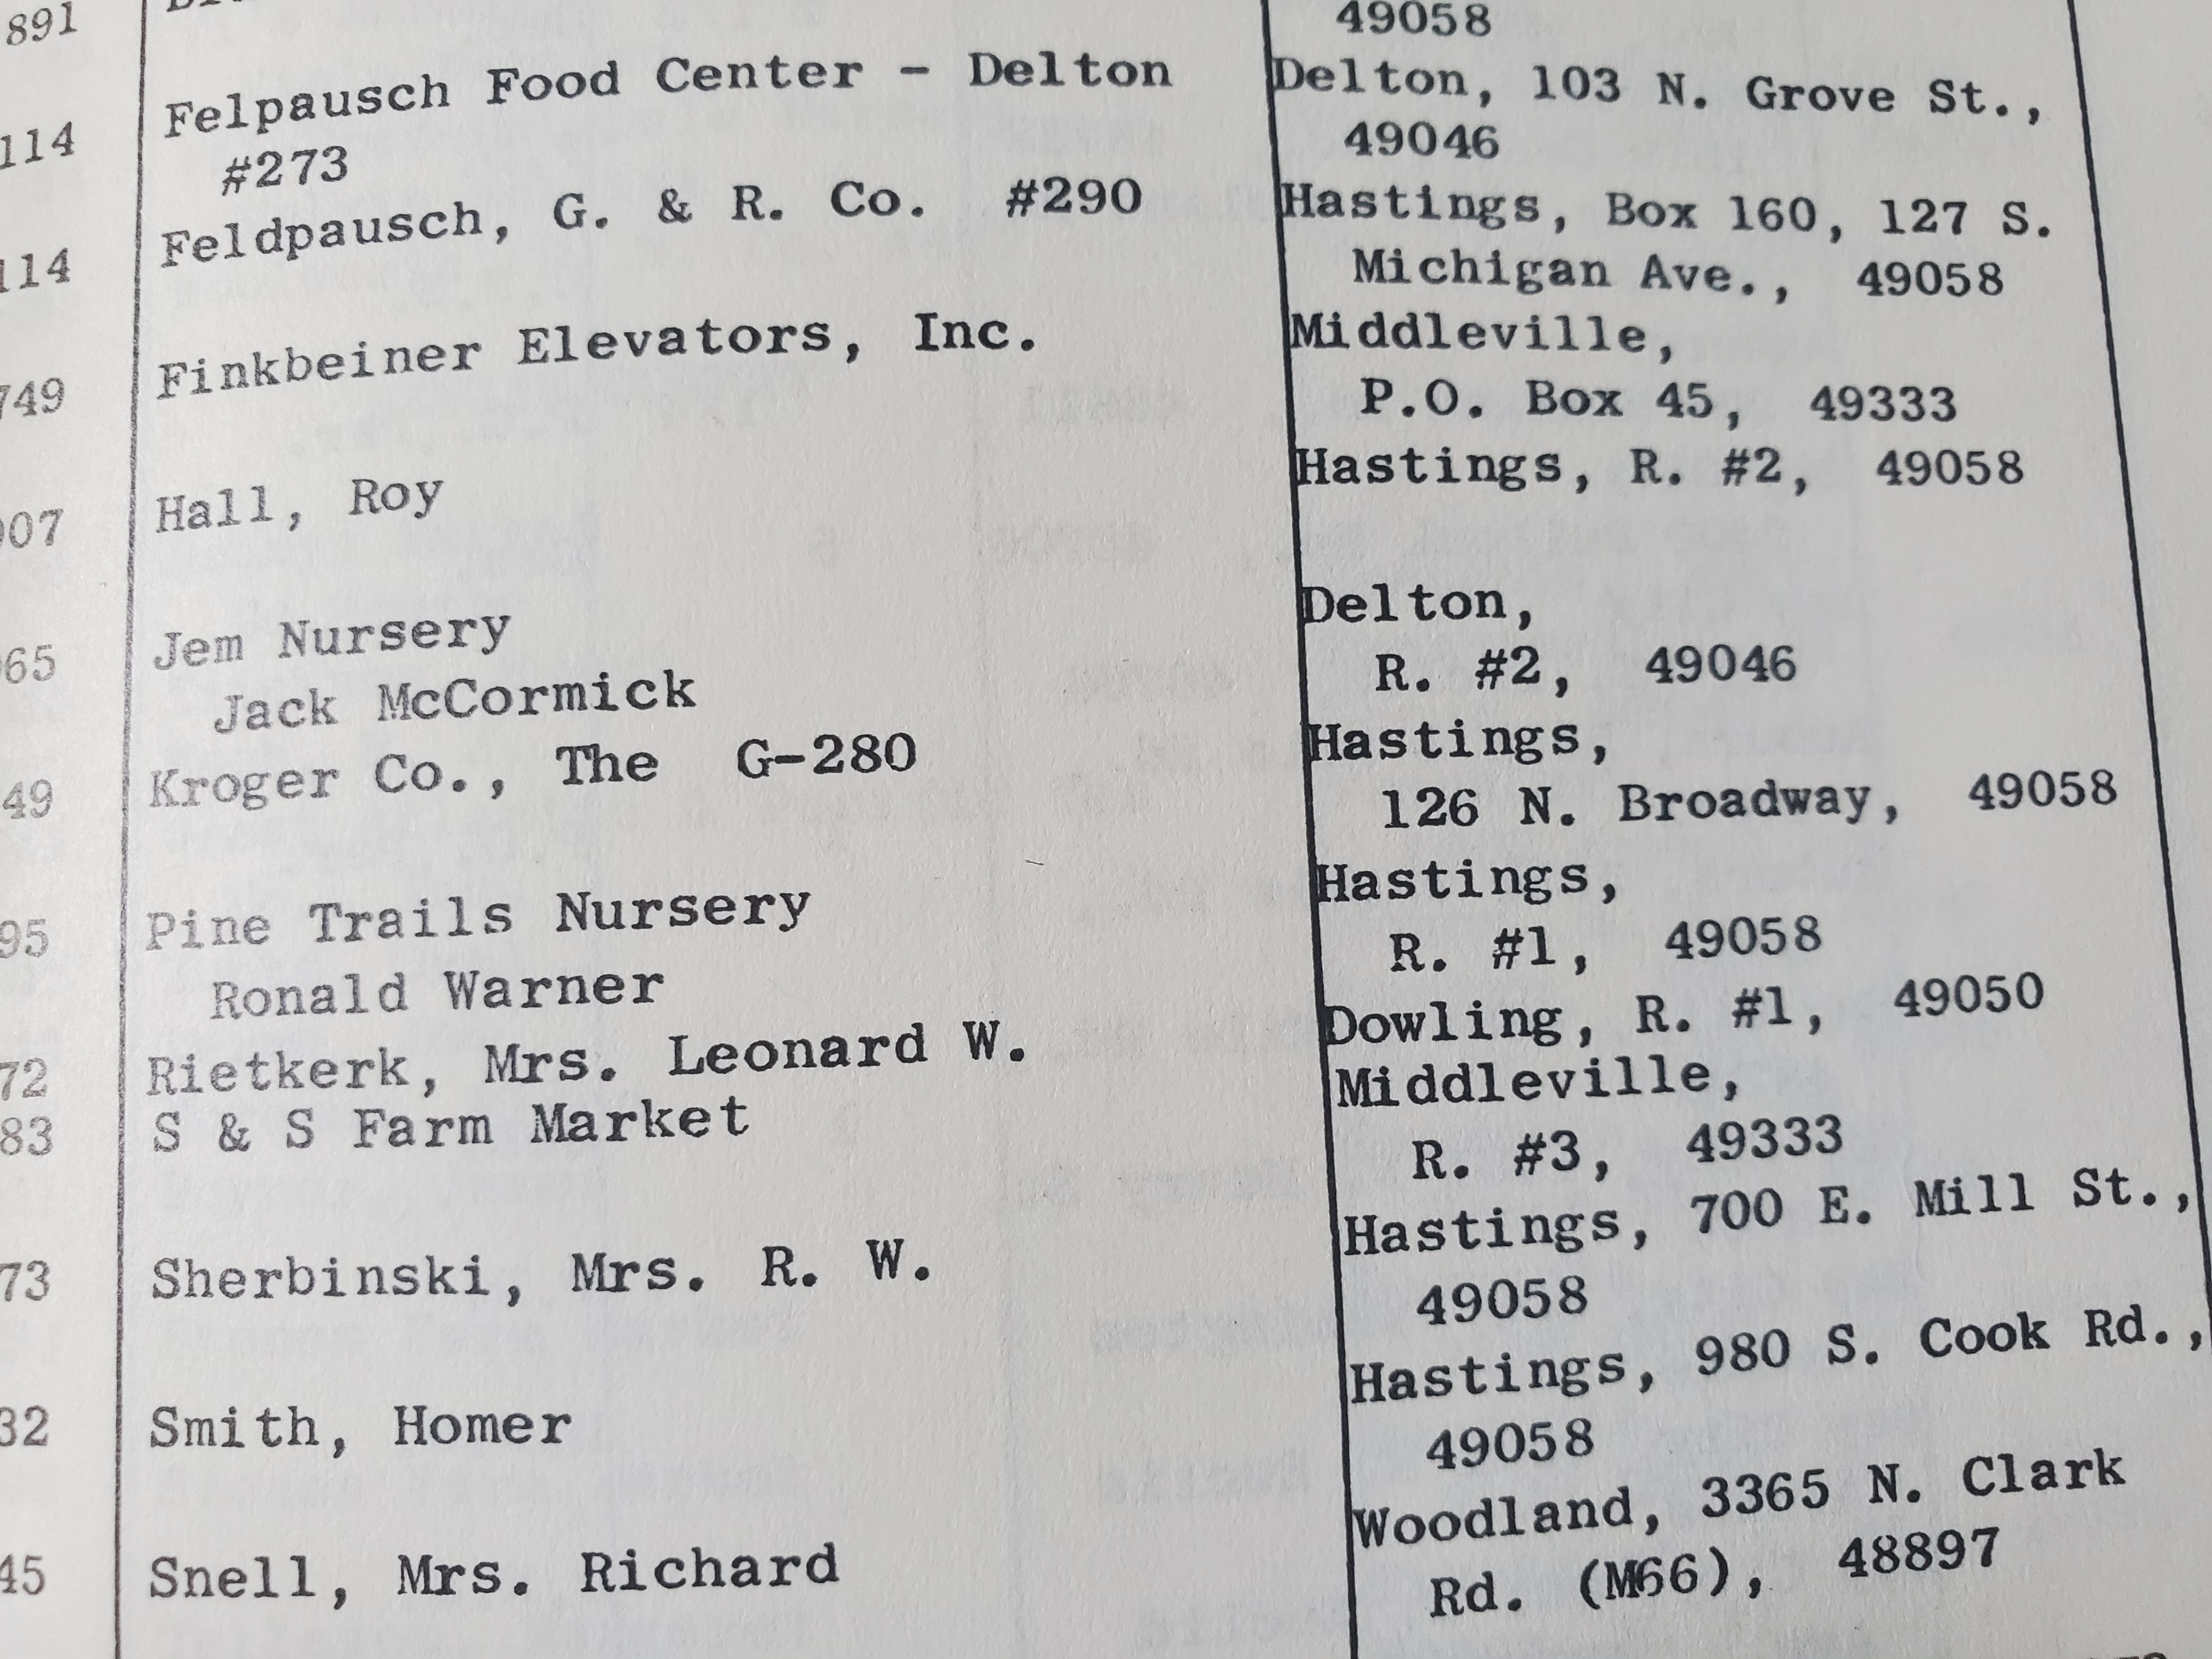 891
49058
114 Felpausch Food Center - Delton Delton, 103 N. Grove St.,
#273 49046
114 Feldpausch, G. & R. Co. #290 Hastings, Box 160, 127 S.
Michigan Ave., 49058
749 Finkbeiner Elevators, Inc. Middleville,
P.O. Box 45, 49333
07 Hall, Roy Hastings, R. #2, 49058
65 Jem Nursery Delton,
Jack McCormick R. #2, 49046
49 Kroger Co., The G-280 Hastings,
126 N. Broadway, 49058
95 Pine Trails Nursery Hastings,
Ronald Warner R. #1, 49058
72 Rietkerk, Mrs. Leonard W. Dowling, R. #1, 49050
83 S & S Farm Market Middleville,
R. #3, 49333
73 Sherbinski, Mrs. R. W. Hastings, 700 E. Mill St.,
49058
32 Smith, Homer Hastings, 980 S. Cook Rd.,
49058
45 Snell, Mrs. Richard Woodland, 3365 N. Clark
Rd. (M66), 48897